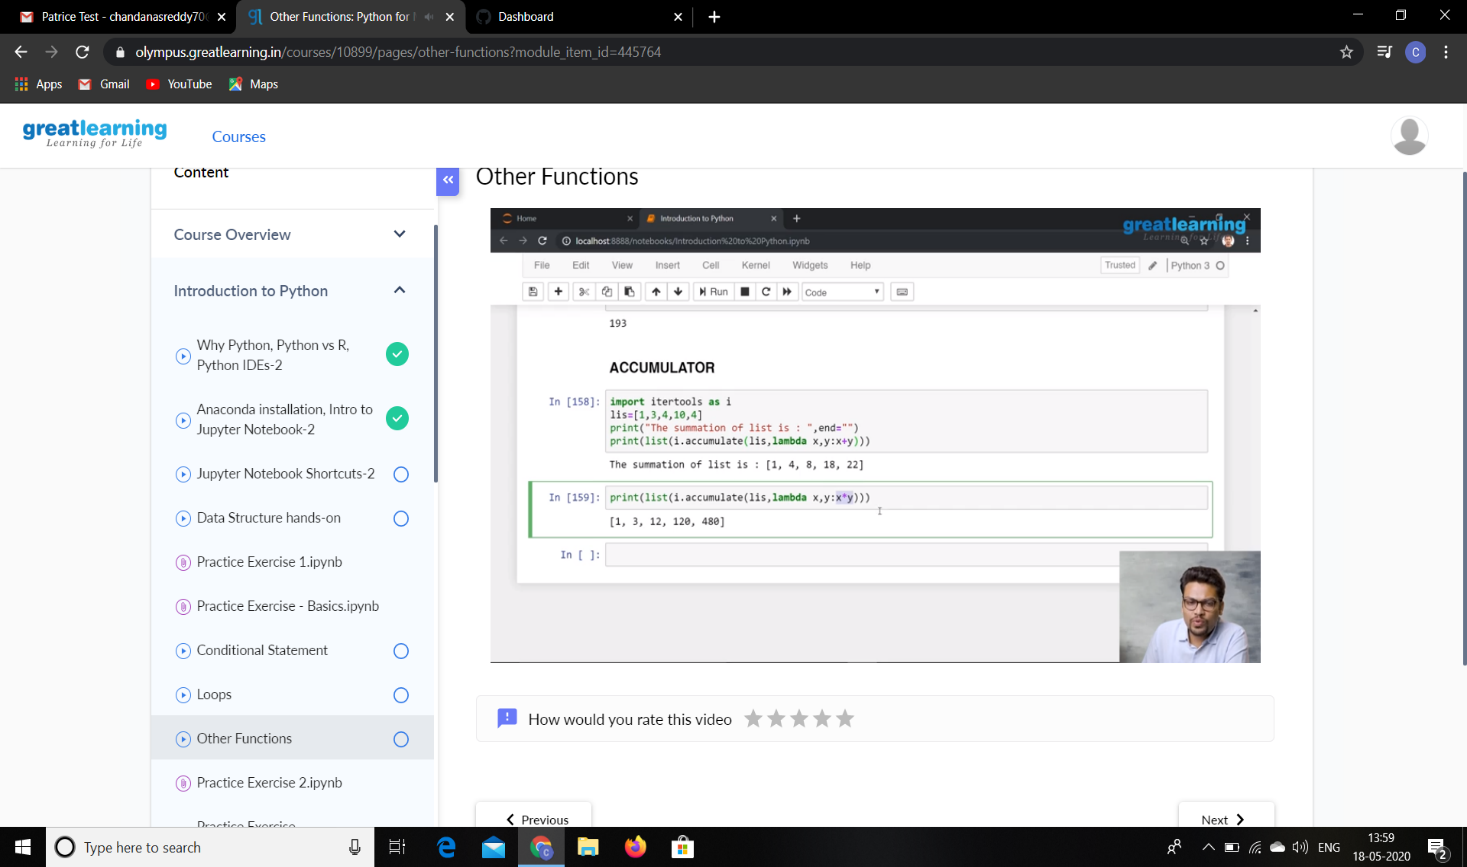 Patrice Test - chandanasreddy70
Other Functions: Python for
Dashboard
olympus.greatlearning.in/courses/10899/pages/other-functions?module_item_id=445764
C
Apps
Gmail
YouTube
Maps
greatlearning
Learning for Life
Courses
Content
Course Overview
Introduction to Python
Why Python, Python vs R,
Python IDEs-2
Anaconda installation, Intro to
Jupyter Notebook-2
Jupyter Notebook Shortcuts-2
Data Structure hands-on
Practice Exercise 1.ipynb
Practice Exercise - Basics.ipynb
Conditional Statement
Loops
Other Functions
Practice Exercise 2.ipynb
Practice Exercise
Other Functions
Home
Introduction to Python
greatlearning
localhost:8888/notebooks/Introduction%20to%20Python.ipynb
File Edit View Insert Cell Kernel Widgets Help
Trusted
Python 3
Run
Code
193
ACCUMULATOR
In [158]: import itertools as i
lis=[1,3,4,10,4]
print("The summation of list is : ",end="")
print(list(i.accumulate(lis,lambda x,y:x+y)))
The summation of list is : [1, 4, 8, 18, 22]
In [159]: print(list(i.accumulate(lis,lambda x,y:x*y)))
[1, 3, 12, 120, 480]
In [ ]:
How would you rate this video
Previous
Next
Type here to search
ENG
13:59
18-05-2020
2